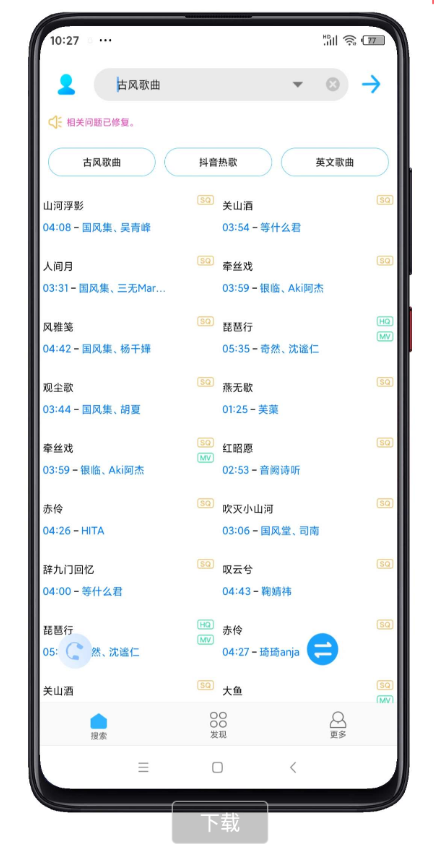 10:27 ... HD 77
古风歌曲
相关问题已修复。
古风歌曲 抖音热歌 英文歌曲
山河浮影 SQ 关山酒 SQ
04:08 - 国风集、吴青峰 03:54 - 等什么君
人间月 SQ 牵丝戏 SQ
03:31 - 国风集、三无Mar... 03:59 - 银临、Aki阿杰
风雅笺 SQ 琵琶行 HQ
MV
04:42 - 国风集、杨千嬅 05:35 - 奇然、沈谧仁
观尘歌 SQ 燕无歇 SQ
03:44 - 国风集、胡夏 01:25 - 芙蕖
牵丝戏 SQ 红昭愿 SQ
MV
03:59 - 银临、Aki阿杰 02:53 - 音阙诗听
赤伶 SQ 吹灭小山河 SQ
04:26 - HITA 03:06 - 国风堂、司南
辞九门回忆 SQ 叹云兮 SQ
04:00 - 等什么君 04:43 - 鞠婧祎
琵琶行 HQ 赤伶 SQ
MV
05: 然、沈谧仁 04:27 - 琦琦anja
关山酒 SQ 大鱼 SQ
MV
搜索 发现 更多
下载